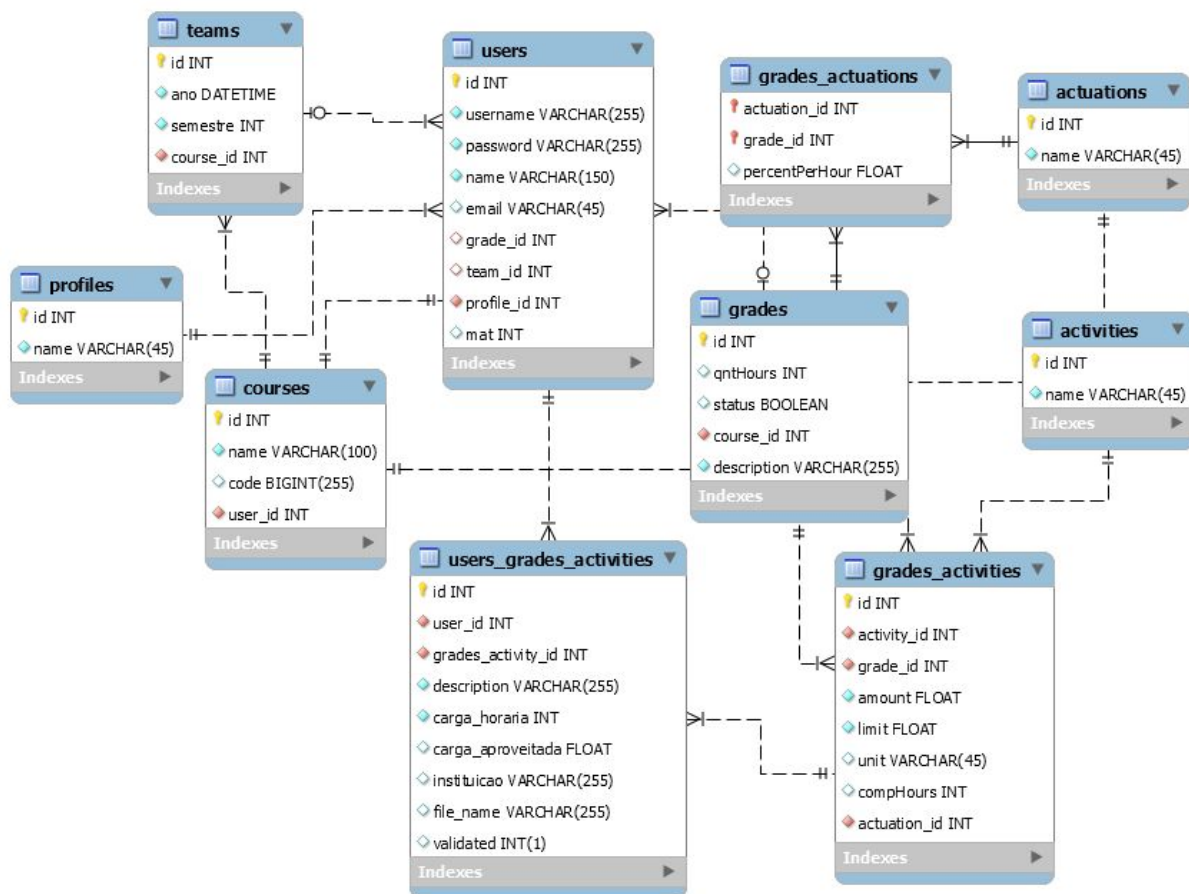 teams
id INT
ano DATETIME
semestre INT
course_id INT
Indexes
users
id INT
username VARCHAR(255)
password VARCHAR(255)
name VARCHAR(150)
email VARCHAR(45)
grade_id INT
team_id INT
profile_id INT
mat INT
Indexes
grades_actuations
actuation_id INT
grade_id INT
percentPerHour FLOAT
Indexes
actuations
id INT
name VARCHAR(45)
Indexes
profiles
id INT
name VARCHAR(45)
Indexes
courses
id INT
name VARCHAR(100)
code BIGINT(255)
user_id INT
Indexes
grades
id INT
qntHours INT
status BOOLEAN
course_id INT
description VARCHAR(255)
Indexes
activities
id INT
name VARCHAR(45)
Indexes
users_grades_activities
id INT
user_id INT
grades_activity_id INT
description VARCHAR(255)
carga_horaria INT
carga_aproveitada FLOAT
instituicao VARCHAR(255)
file_name VARCHAR(255)
validated INT(1)
Indexes
grades_activities
id INT
activity_id INT
grade_id INT
amount FLOAT
limit FLOAT
unit VARCHAR(45)
compHours INT
actuation_id INT
Indexes